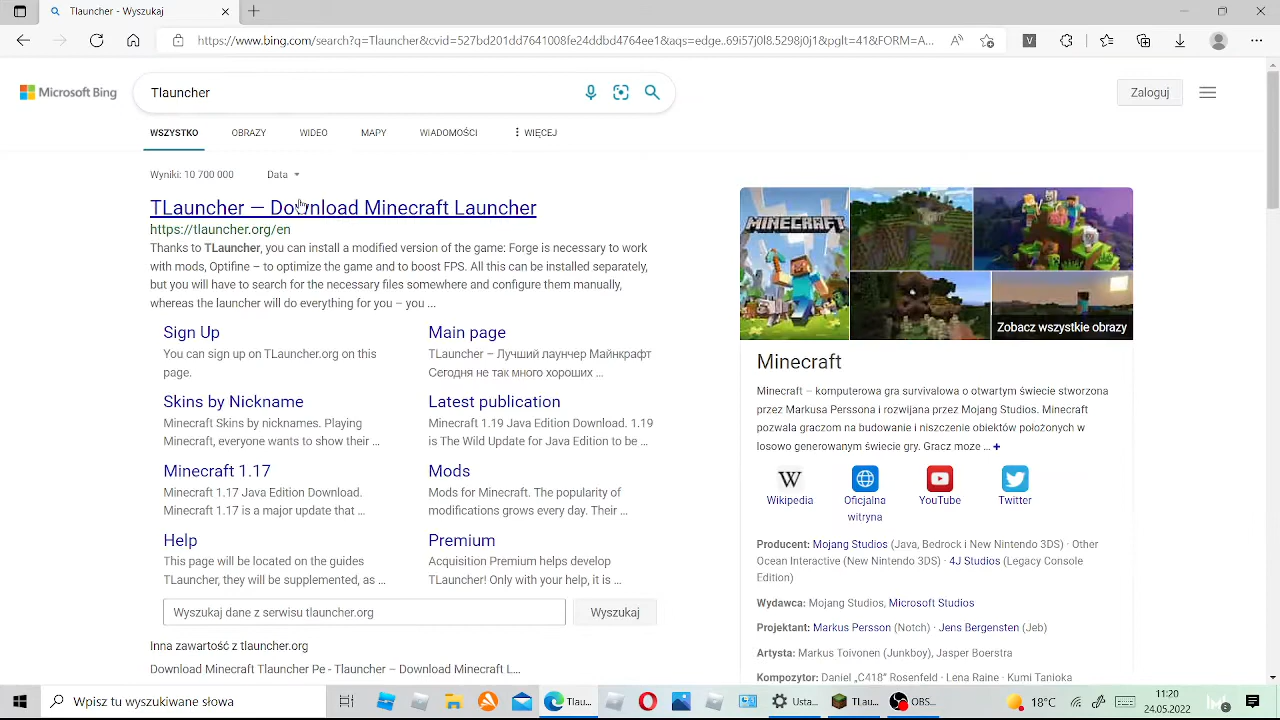 Tlauncher - Wyszukaj
https://www.bing.com/search?q=Tlauncher&cvid=527bd201dd7641008fe24ddbd4764ee1&aqs=edge..69i57j0l8.5298j0j1&pglt=41&FORM=A...
Microsoft Bing
Tlauncher
Zaloguj
WSZYSTKO
OBRAZY
WIDEO
MAPY
WIADOMOŚCI
WIĘCEJ
Wyniki: 10 700 000
Data
TLauncher — Download Minecraft Launcher
https://tlauncher.org/en
Thanks to TLauncher, you can install a modified version of the game: Forge is necessary to work
with mods, Optifine – to optimize the game and to boost FPS. All this can be installed separately,
but you will have to search for the necessary files somewhere and configure them manually,
whereas the launcher will do everything for you – you ...
Sign Up
You can sign up on TLauncher.org on this
page.
Main page
TLauncher – Лучший лаунчер Майнкрафт
Сегодня не так много хороших ...
Skins by Nickname
Minecraft Skins by nicknames. Playing
Minecraft, everyone wants to show their ...
Latest publication
Minecraft 1.19 Java Edition Download. 1.19
is The Wild Update for Java Edition to be ...
Minecraft 1.17
Minecraft 1.17 Java Edition Download.
Minecraft 1.17 is a major update that ...
Mods
Mods for Minecraft. The popularity of
modifications grows every day. Their ...
Help
This page will be located on the guides
TLauncher, they will be supplemented, as ...
Premium
Acquisition Premium helps develop
TLauncher! Only with your help, it is ...
Wyszukaj dane z serwisu tlauncher.org
Wyszukaj
Inna zawartość z tlauncher.org
Download Minecraft Tlauncher Pe - Tlauncher – Download Minecraft L...
MINECRAFT
Zobacz wszystkie obrazy
Minecraft
Minecraft – komputerowa gra survivalowa o otwartym świecie stworzona
przez Markusa Perssona i rozwijana przez Mojang Studios. Minecraft
pozwala graczom na budowanie i niszczenie obiektów położonych w
losowo generowanym świecie gry. Gracz może ... +
W
Wikipedia
Oficjalna
witryna
YouTube
Twitter
Producent: Mojang Studios (Java, Bedrock i New Nintendo 3DS) · Other
Ocean Interactive (New Nintendo 3DS) · 4J Studios (Legacy Console
Edition)
Wydawca: Mojang Studios, Microsoft Studios
Projektant: Markus Persson (Notch) · Jens Bergensten (Jeb)
Artysta: Markus Toivonen (Junkboy), Jasper Boerstra
Kompozytor: Daniel „C418” Rosenfeld · Lena Raine · Kumi Tanioka
Wpisz tu wyszukiwane słowa
Tlau...
Usta...
TLau...
OBS...
18°C
11:20
24.05.2022
2